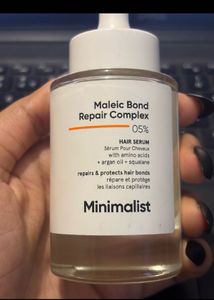 Maleic Bond
Repair Complex
05%
HAIR SERUM
Sérum Pour Cheveux
with amino acids
+ argan oil + squalane
repairs & protects hair bonds
répare et protège
les liaisons capillaires
Minimalist